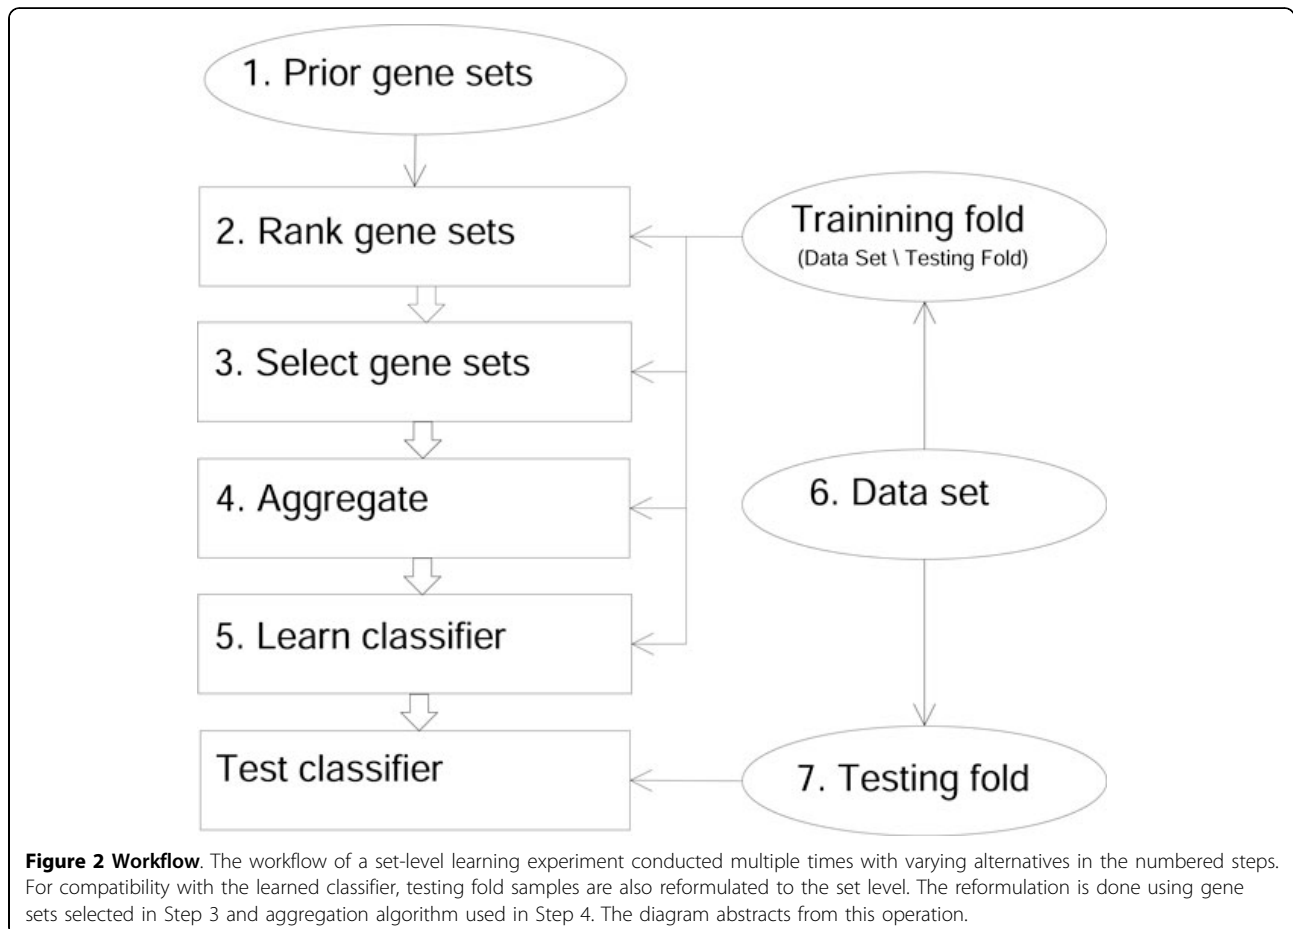 1. Prior gene sets
2. Rank gene sets
Trainining fold
(Data Set \ Testing Fold)
3. Select gene sets
4. Aggregate
6. Data set
5. Learn classifier
Test classifier
7. Testing fold
Figure 2 Workflow. The workflow of a set-level learning experiment conducted multiple times with varying alternatives in the numbered steps.
For compatibility with the learned classifier, testing fold samples are also reformulated to the set level. The reformulation is done using gene
sets selected in Step 3 and aggregation algorithm used in Step 4. The diagram abstracts from this operation.